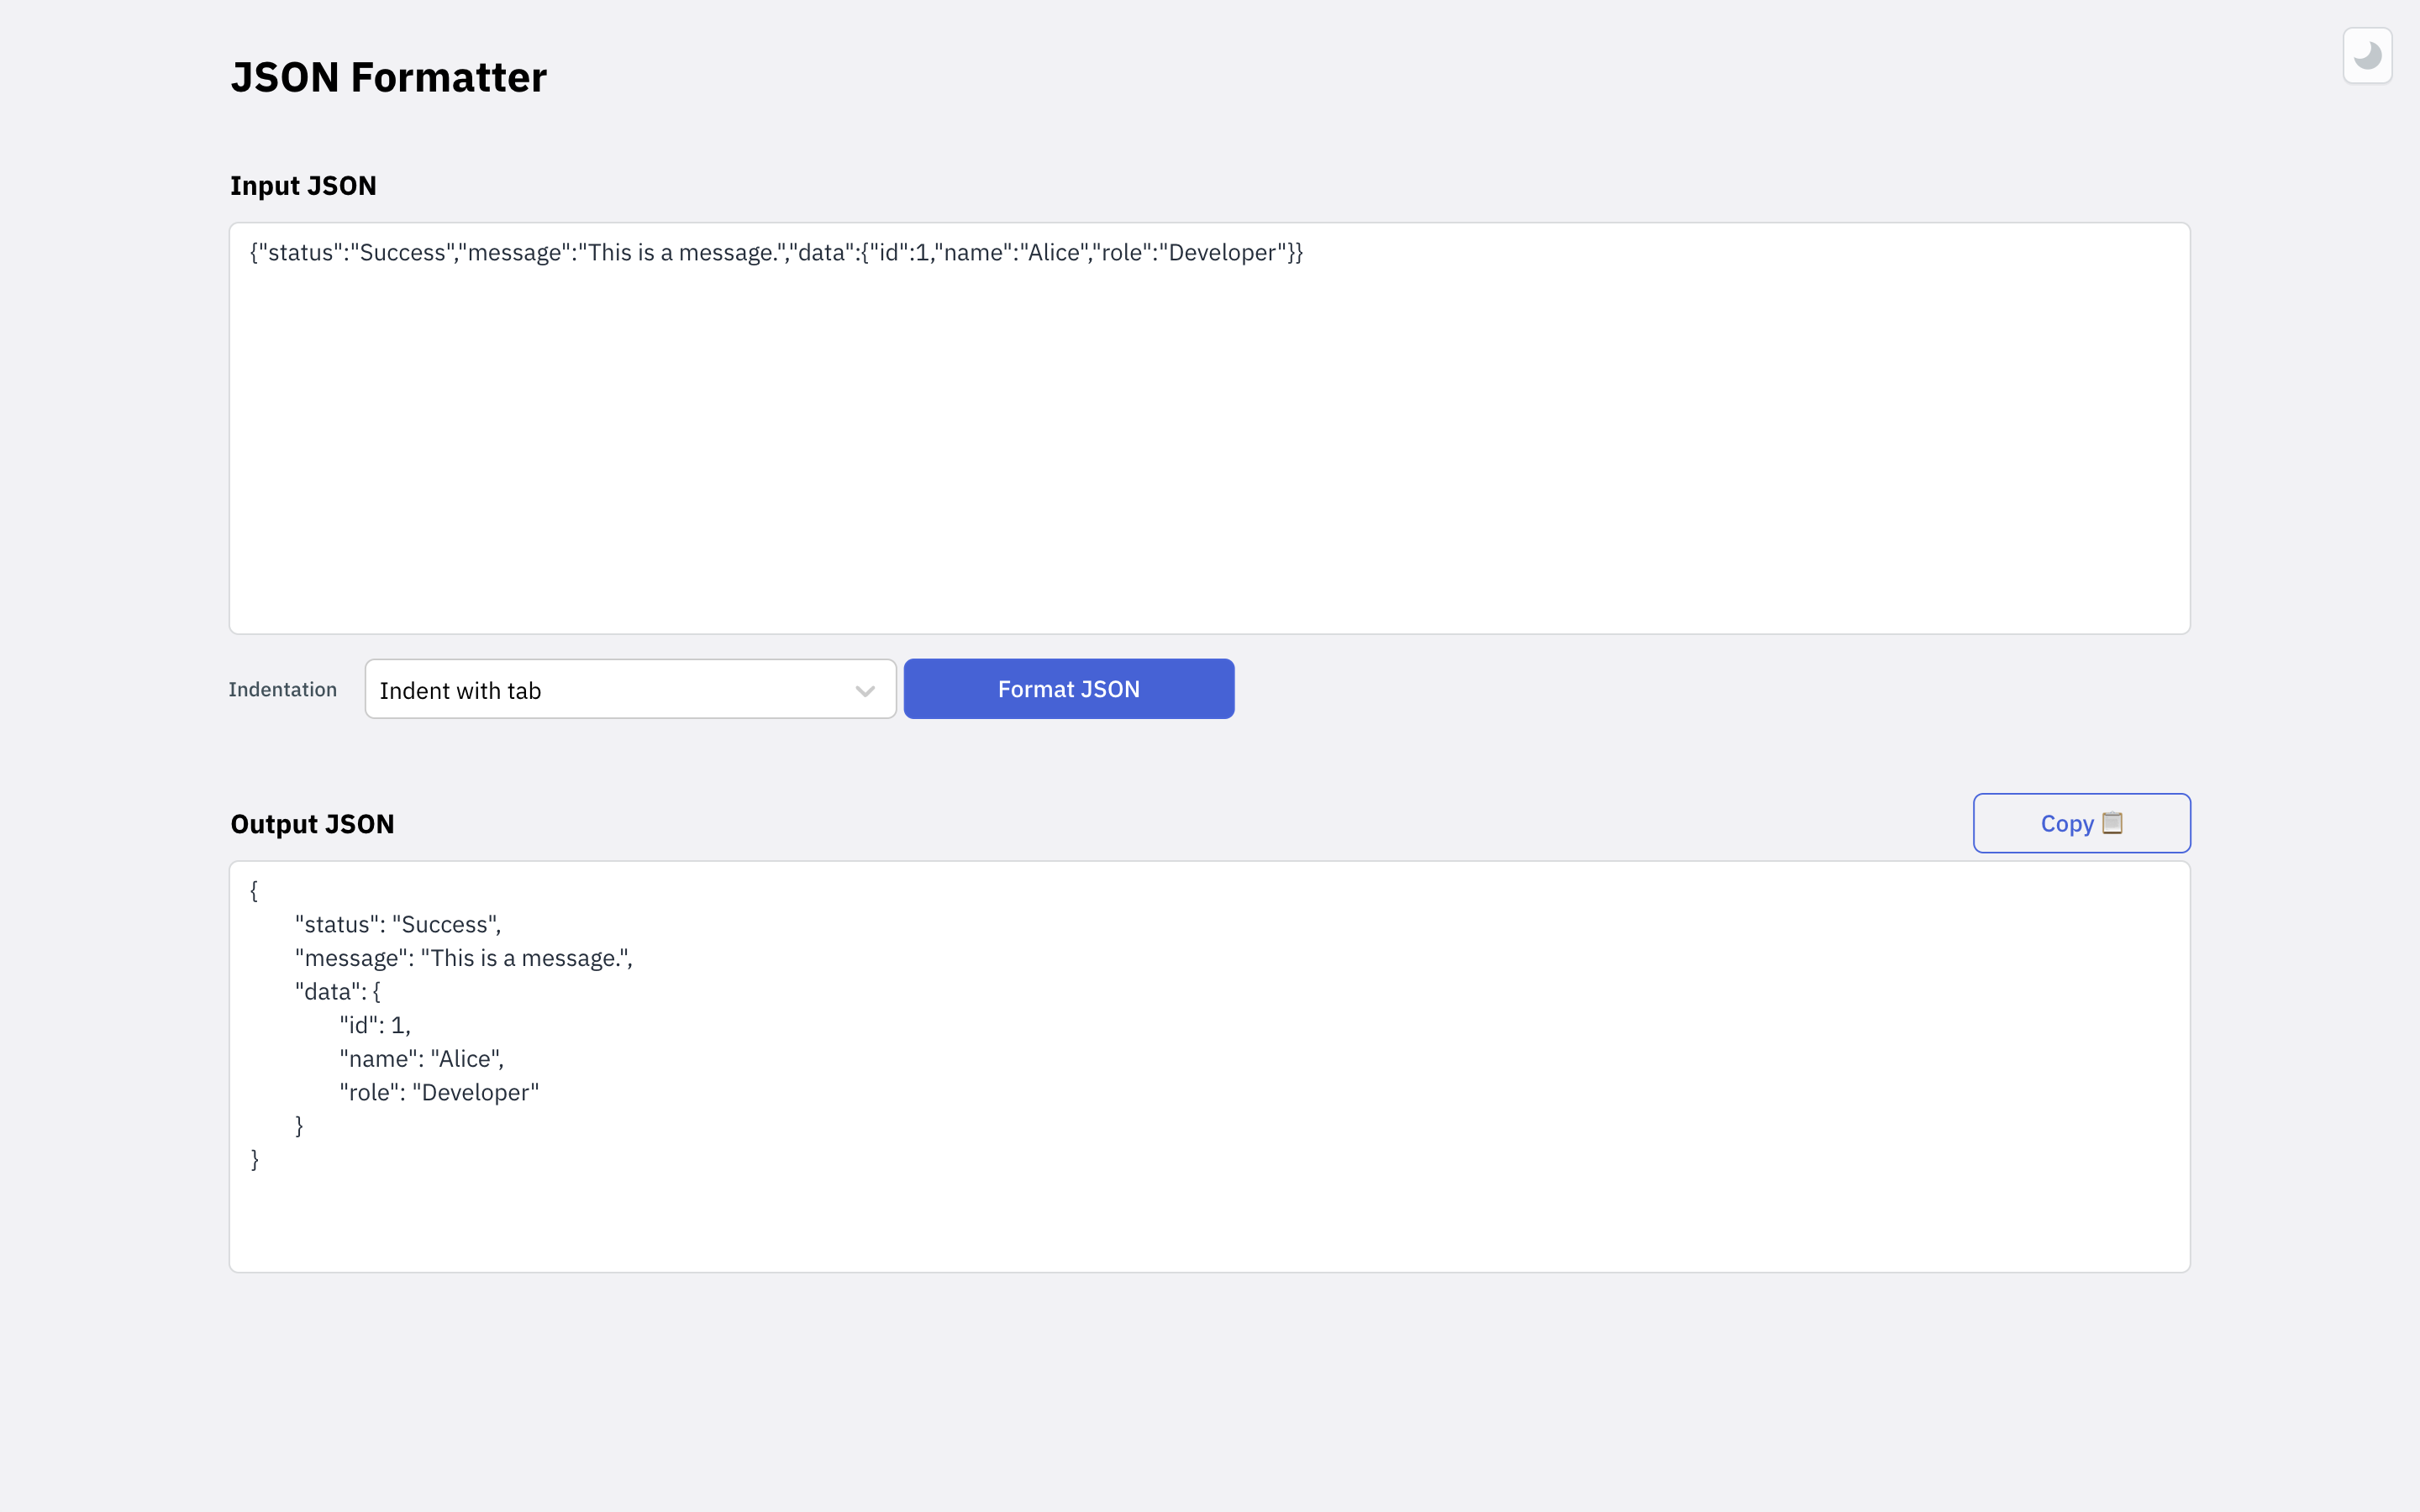 JSON Formatter
Input JSON
{"status":"Success","message":"This is a message.","data":{"id":1,"name":"Alice","role":"Developer"}}
Indentation
Indent with tab
Format JSON
Output JSON
Copy 📋
{
	"status": "Success",
	"message": "This is a message.",
	"data": {
		"id": 1,
		"name": "Alice",
		"role": "Developer"
	}
}